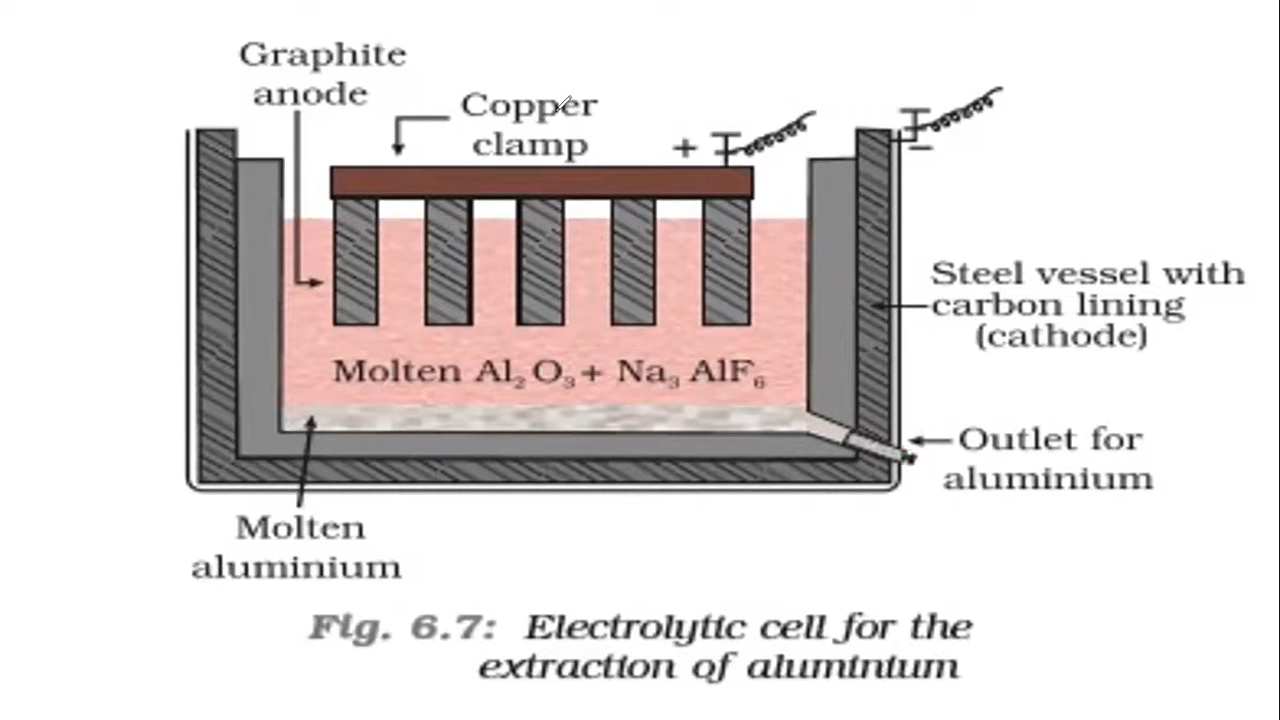 Graphite
anode
Copper
clamp
+
−
Steel vessel with
carbon lining
(cathode)
Molten Al₂O₃+ Na₃ AlF₆
Outlet for
aluminium
Molten
aluminium
Fig. 6.7: Electrolytic cell for the
extraction of aluminium